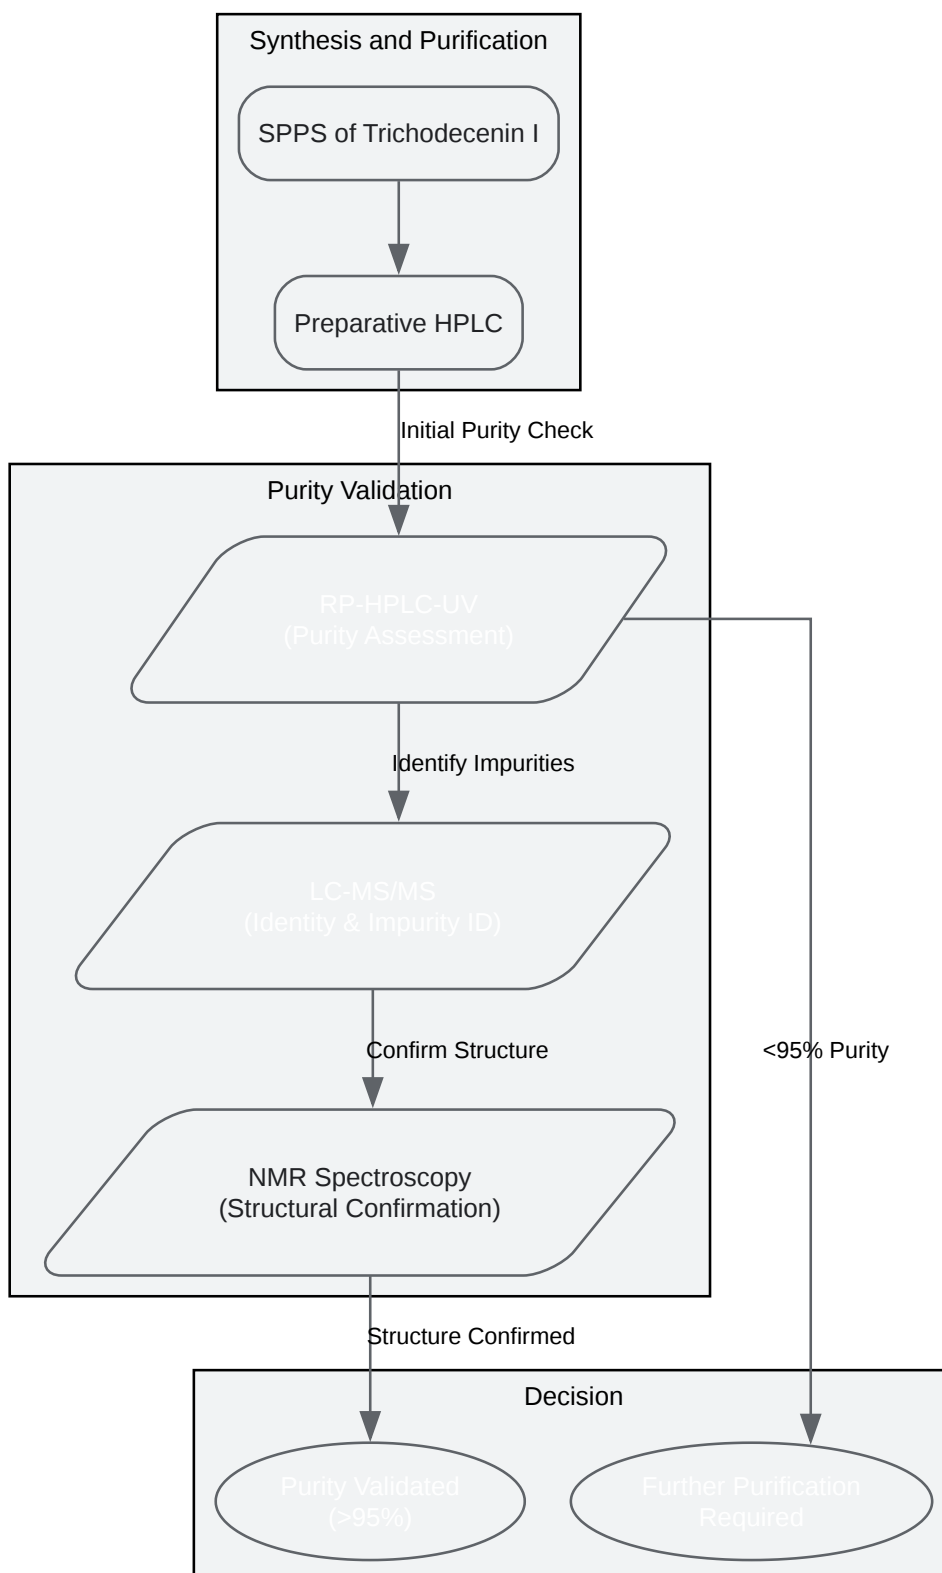 Synthesis and Purification
SPPS of Trichodecenin I
Preparative HPLC
Initial Purity Check
Purity Validation
RP-HPLC-UV
(Purity Assessment)
Identify Impurities
LC-MS/MS
(Identity & Impurity ID)
Confirm Structure
<95% Purity
NMR Spectroscopy
(Structural Confirmation)
Structure Confirmed
Decision
Purity Validated
(>95%)
Further Purification
Required